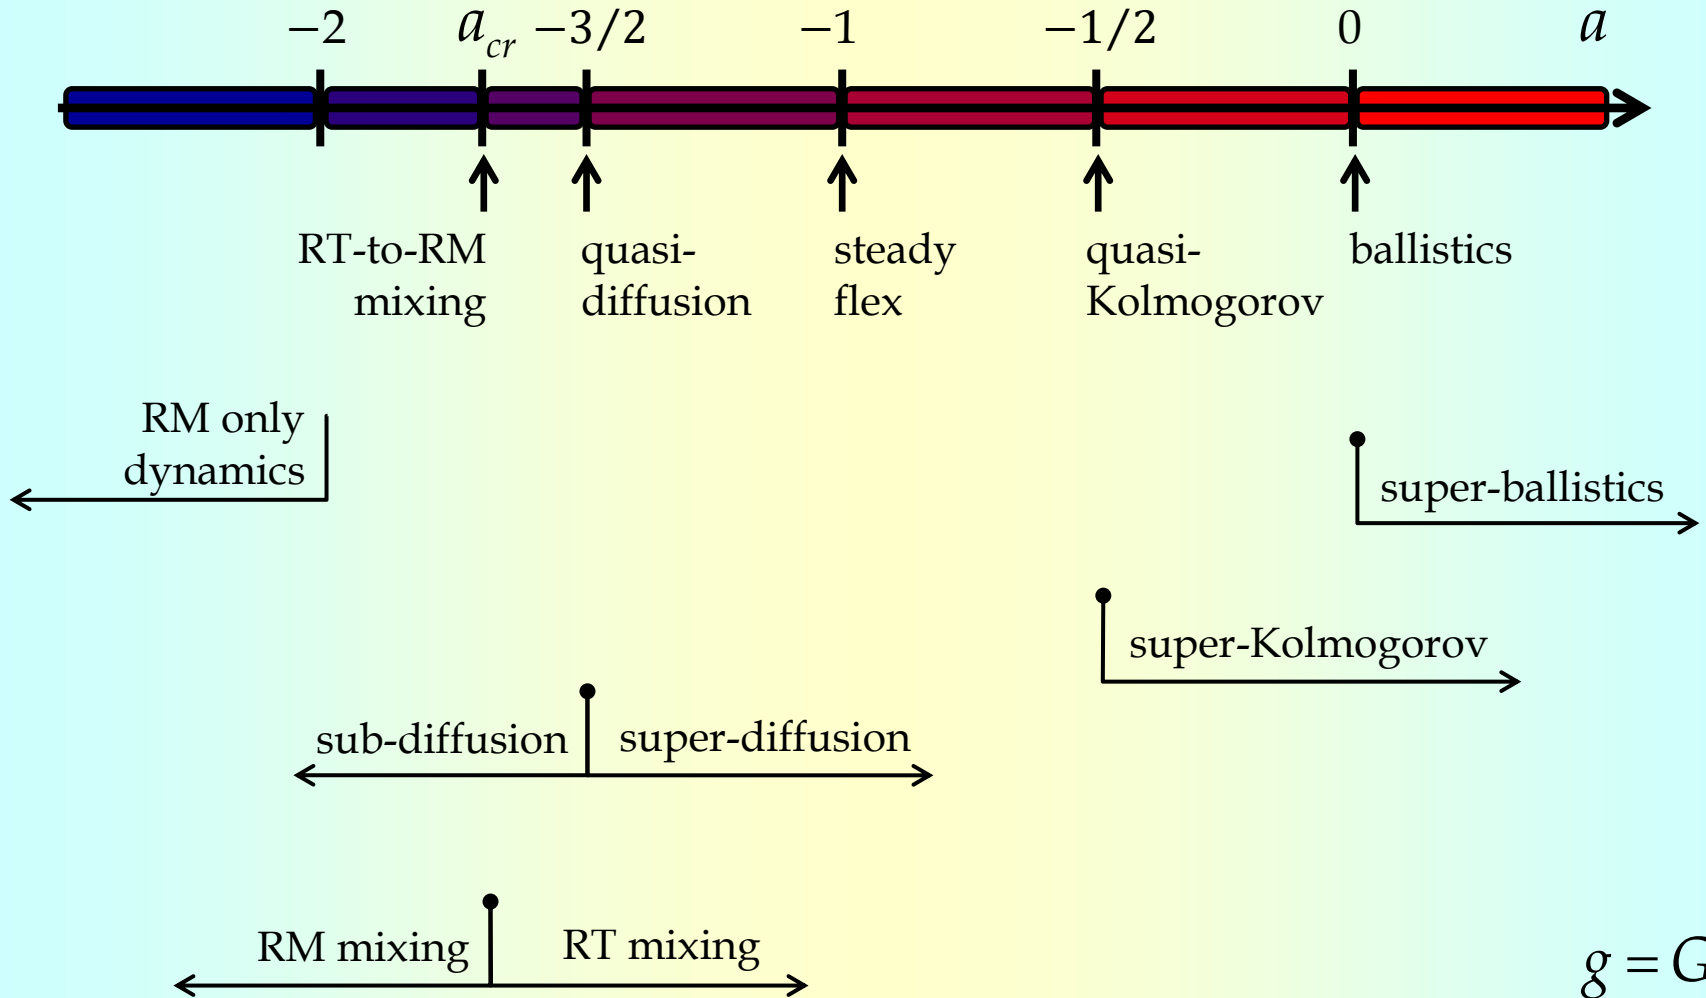 −2 a_cr −3/2 −1 −1/2 0 a
RT-to-RM
mixing
quasi-
diffusion
steady
flex
quasi-
Kolmogorov
ballistics
RM only
dynamics
super-ballistics
super-Kolmogorov
sub-diffusion super-diffusion
RM mixing RT mixing
g = G